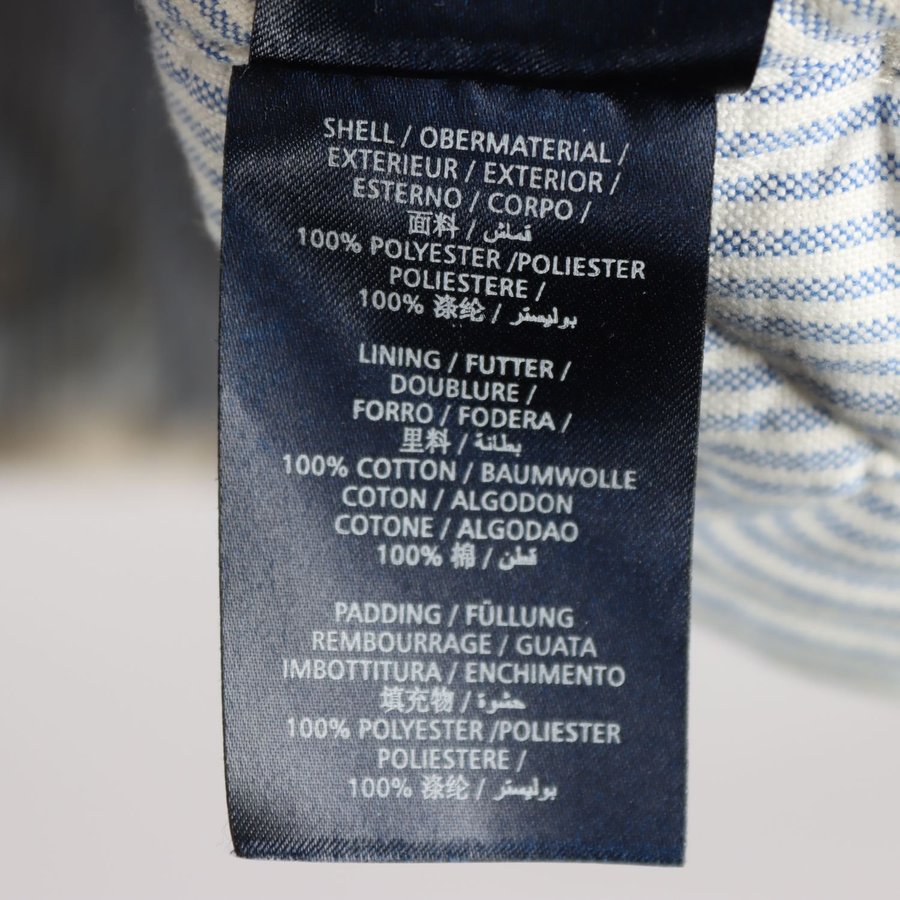 SHELL / OBERMATERIAL /
EXTERIEUR / EXTERIOR /
ESTERNO / CORPO /
面料 / قماش
100% POLYESTER /POLIESTER
POLIESTERE /
100% 涤纶 / بوليستر
LINING / FUTTER /
DOUBLURE /
FORRO / FODERA /
里料 / بطانة
100% COTTON / BAUMWOLLE
COTON / ALGODON
COTONE / ALGODAO
100% 棉 / قطن
PADDING / FÜLLUNG
REMBOURRAGE / GUATA
IMBOTTITURA / ENCHIMENTO
填充物 / حشوة
100% POLYESTER /POLIESTER
POLIESTERE /
100% 涤纶 / بوليستر